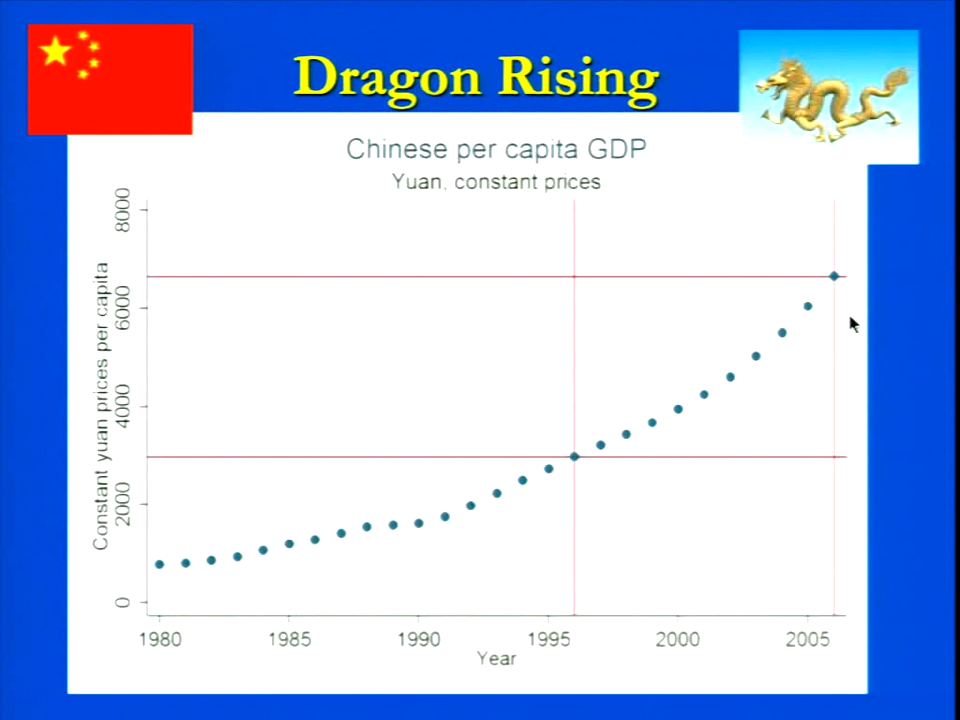 Dragon Rising
Chinese per capita GDP
Yuan, constant prices
Constant yuan prices per capita
8000
6000
4000
2000
0
1980 1985 1990 1995 2000 2005
Year